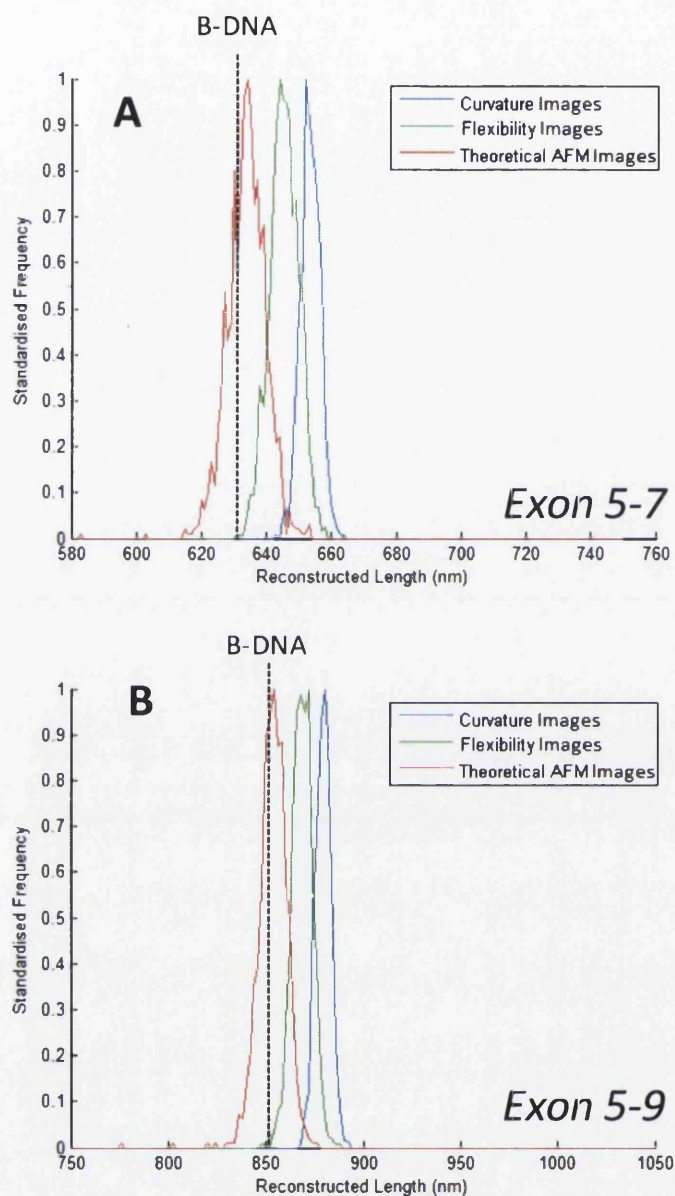 B-DNA
A
Curvature Images
Flexibility Images
Theoretical AFM Images
1
0.9
0.8
0.7
0.6
0.5
0.4
0.3
0.2
0.1
0
Standardised Frequency
Exon 5-7
580 600 620 640 660 680 700 720 740 760
Reconstructed Length (nm)
B-DNA
B
Curvature Images
Flexibility Images
Theoretical AFM Images
1
0.9
0.8
0.7
0.6
0.5
0.4
0.3
0.2
0.1
0
Standardised Frequency
Exon 5-9
750 800 850 900 950 1000 1050
Reconstructed Length (nm)